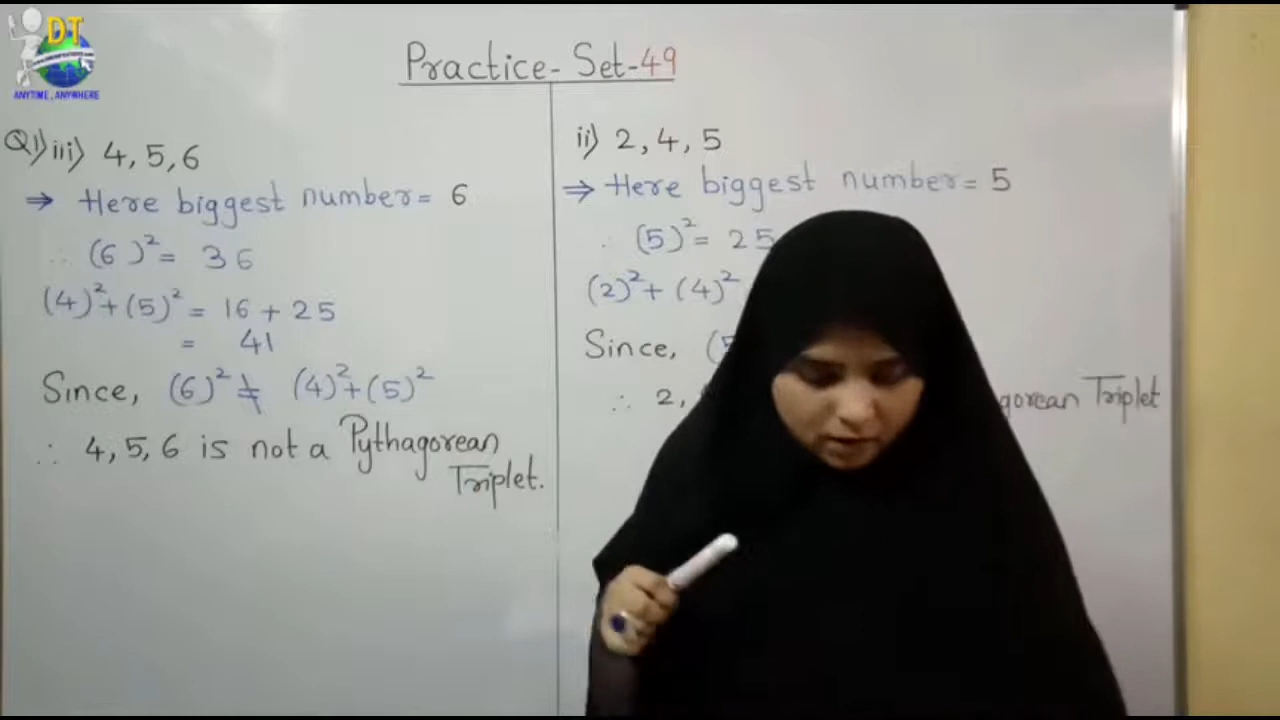 DT
ANYTIME, ANYWHERE
Practice-Set-49
Q1) iii) 4, 5, 6
⇒ Here biggest number = 6
∴ (6)² = 36
(4)²+(5)² = 16 + 25
= 41
Since, (6)² ≠ (4)²+(5)²
∴ 4, 5, 6 is not a Pythagorean
Triplet.
ii) 2, 4, 5
⇒ Here biggest number = 5
∴ (5)² = 25
(2)² + (4)²
Since, (5
∴ 2,
gorean Triplet